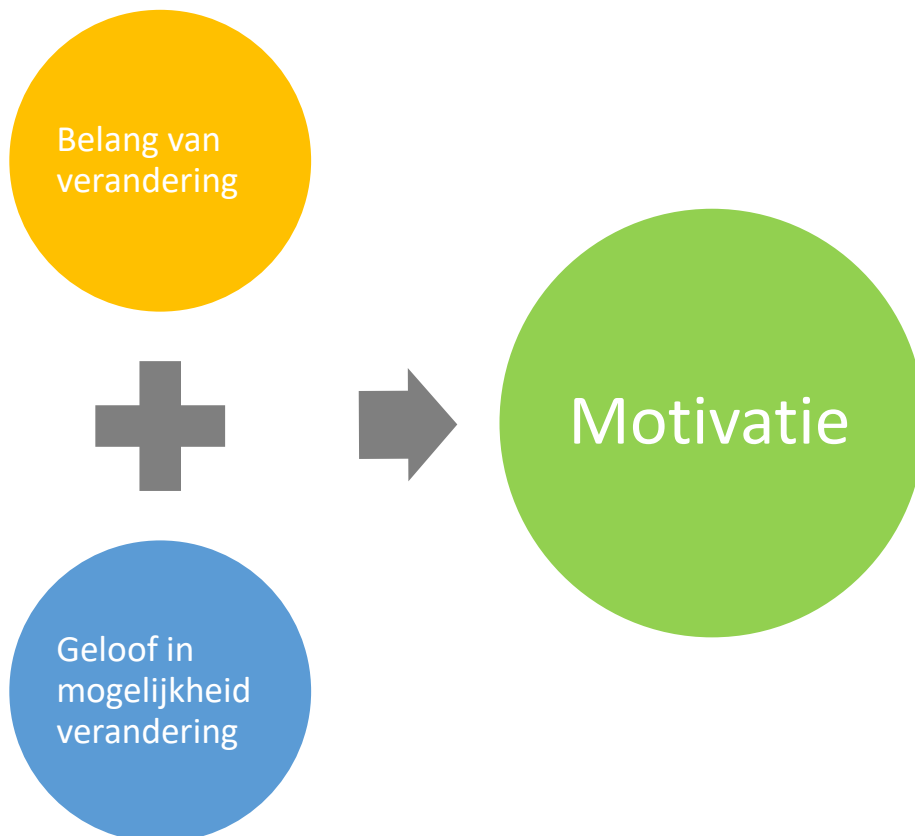 Belang van
verandering
Motivatie
Geloof in
mogelijkheid
verandering